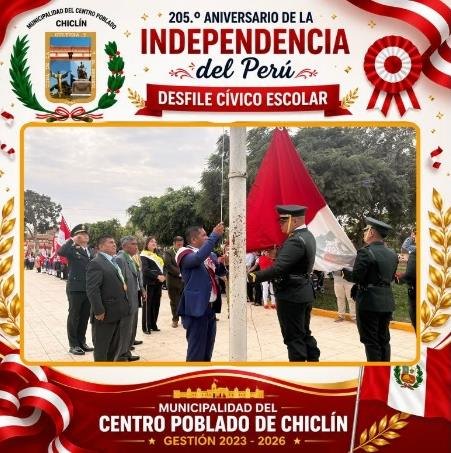 MUNICIPALIDAD DEL CENTRO POBLADO
CHICLÍN
205.º ANIVERSARIO DE LA
INDEPENDENCIA
del Perú
DESFILE CÍVICO ESCOLAR
MUNICIPALIDAD DEL
CENTRO POBLADO DE CHICLÍN
GESTIÓN 2023 - 2026